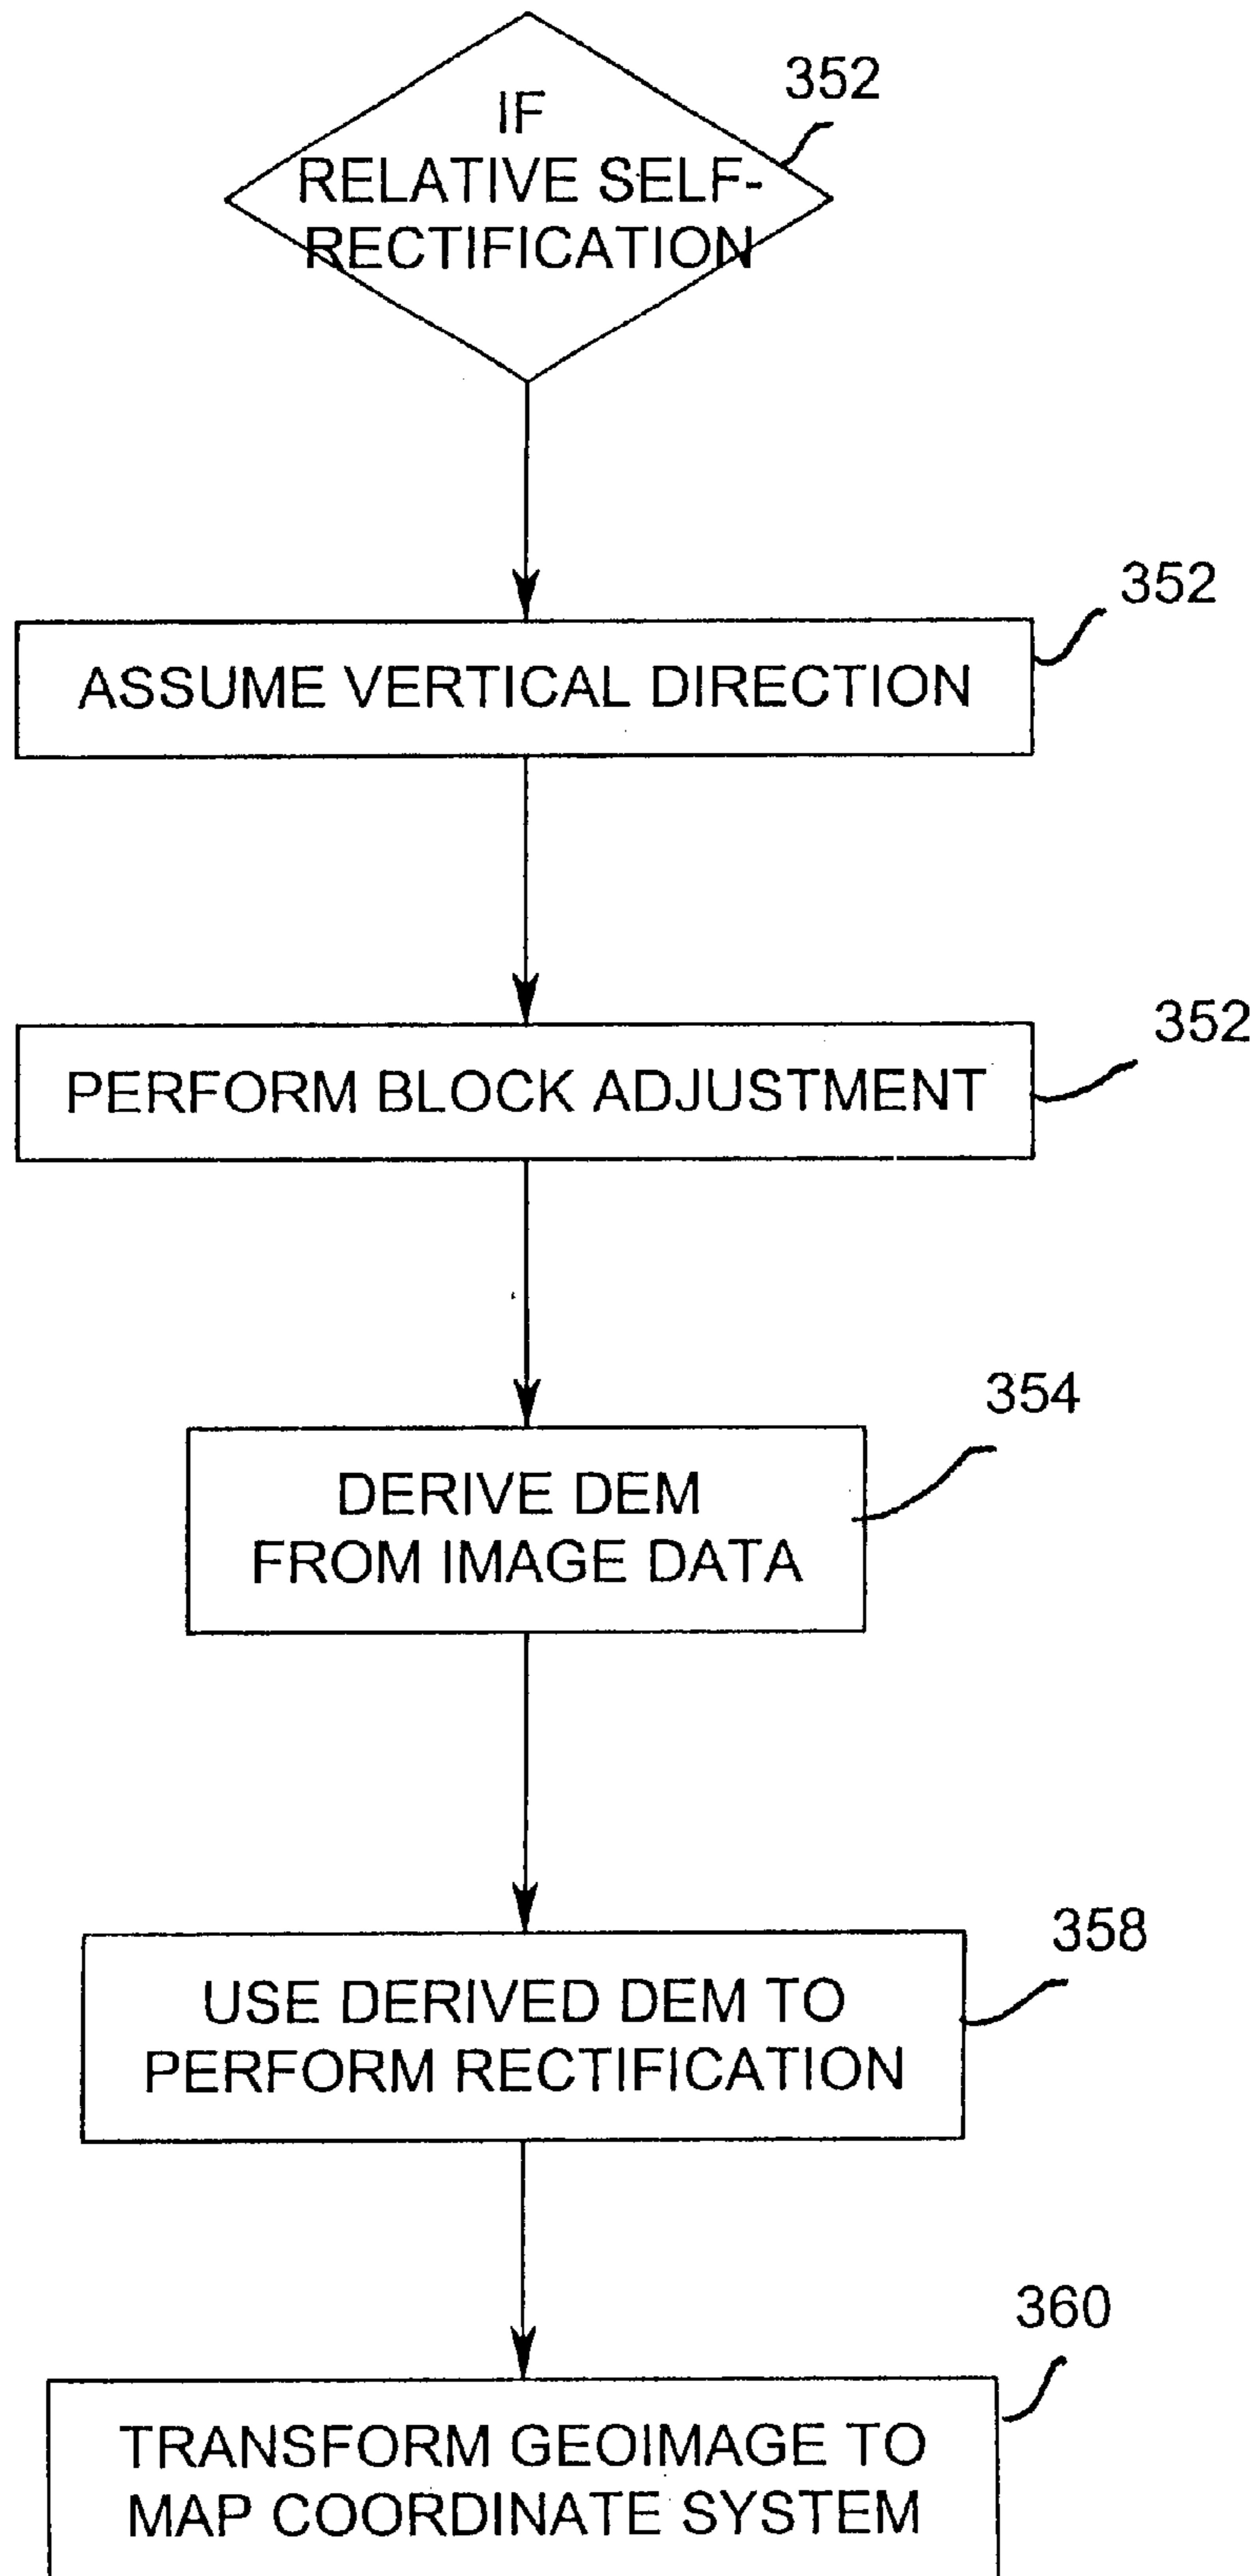 352
IF
RELATIVE SELF-
RECTIFICATION
352
ASSUME VERTICAL DIRECTION
352
PERFORM BLOCK ADJUSTMENT
354
DERIVE DEM
FROM IMAGE DATA
358
USE DERIVED DEM TO
PERFORM RECTIFICATION
360
TRANSFORM GEOIMAGE TO
MAP COORDINATE SYSTEM